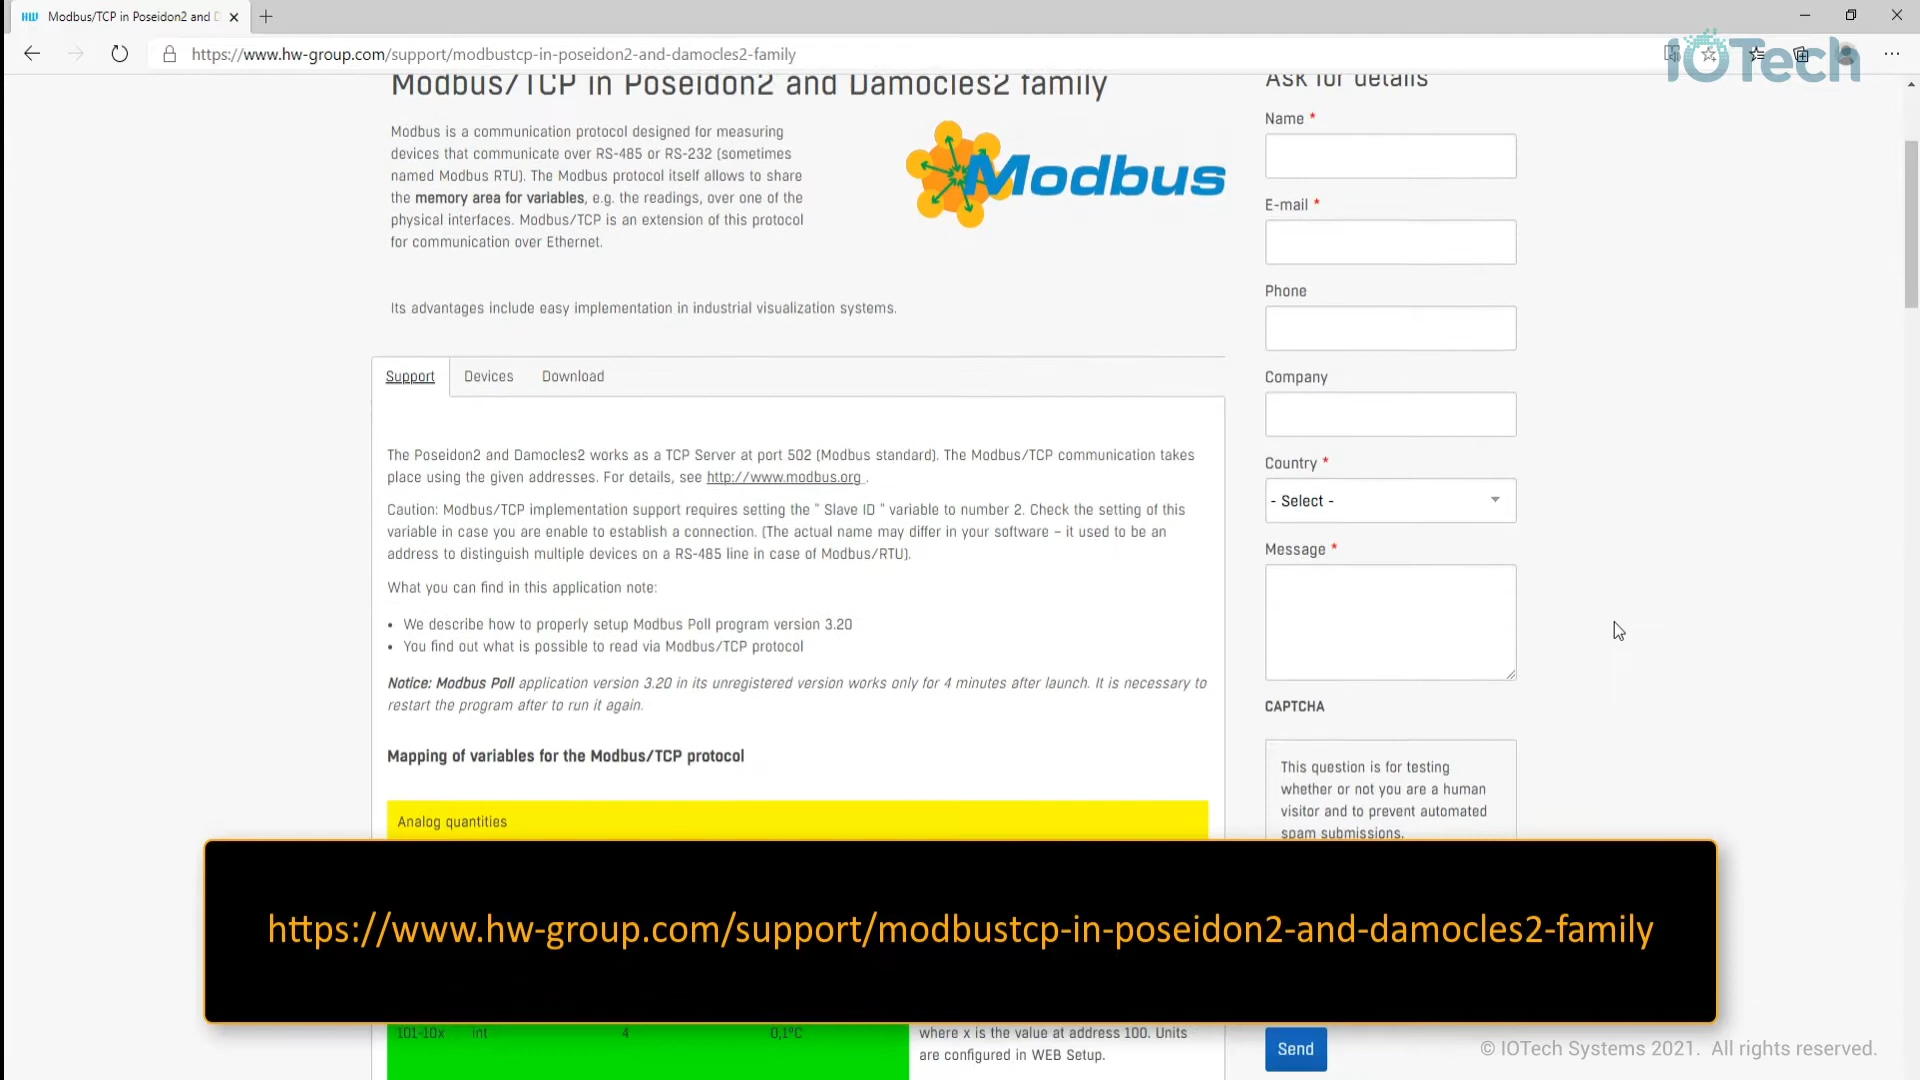 HW Modbus/TCP in Poseidon2 and D
https://www.hw-group.com/support/modbustcp-in-poseidon2-and-damocles2-family
IOTech
Modbus/TCP in Poseidon2 and Damocles2 family
Modbus is a communication protocol designed for measuring
devices that communicate over RS-485 or RS-232 (sometimes
named Modbus RTU). The Modbus protocol itself allows to share
the memory area for variables, e.g. the readings, over one of the
physical interfaces. Modbus/TCP is an extension of this protocol
for communication over Ethernet.
Modbus
Its advantages include easy implementation in industrial visualization systems.
Support Devices Download
The Poseidon2 and Damocles2 works as a TCP Server at port 502 (Modbus standard). The Modbus/TCP communication takes
place using the given addresses. For details, see http://www.modbus.org .
Caution: Modbus/TCP implementation support requires setting the " Slave ID " variable to number 2. Check the setting of this
variable in case you are enable to establish a connection. (The actual name may differ in your software – it used to be an
address to distinguish multiple devices on a RS-485 line in case of Modbus/RTU).
What you can find in this application note:
• We describe how to properly setup Modbus Poll program version 3.20
• You find out what is possible to read via Modbus/TCP protocol
Notice: Modbus Poll application version 3.20 in its unregistered version works only for 4 minutes after launch. It is necessary to
restart the program after to run it again.
Mapping of variables for the Modbus/TCP protocol
Analog quantities
101-10x int 4 0,1°C where x is the value at address 100. Units
are configured in WEB Setup.
Ask for details
Name *
E-mail *
Phone
Company
Country *
- Select -
Message *
CAPTCHA
This question is for testing
whether or not you are a human
visitor and to prevent automated
spam submissions.
https://www.hw-group.com/support/modbustcp-in-poseidon2-and-damocles2-family
Send
© IOTech Systems 2021. All rights reserved.